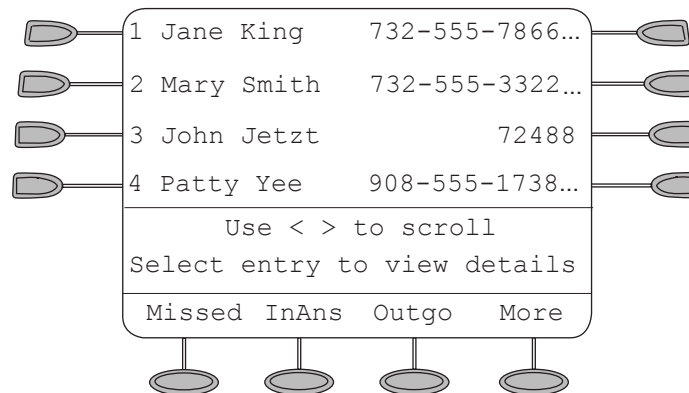 1 Jane King 732-555-7866...
2 Mary Smith 732-555-3322...
3 John Jetzt 72488
4 Patty Yee 908-555-1738...
Use < > to scroll
Select entry to view details
Missed InAns Outgo More